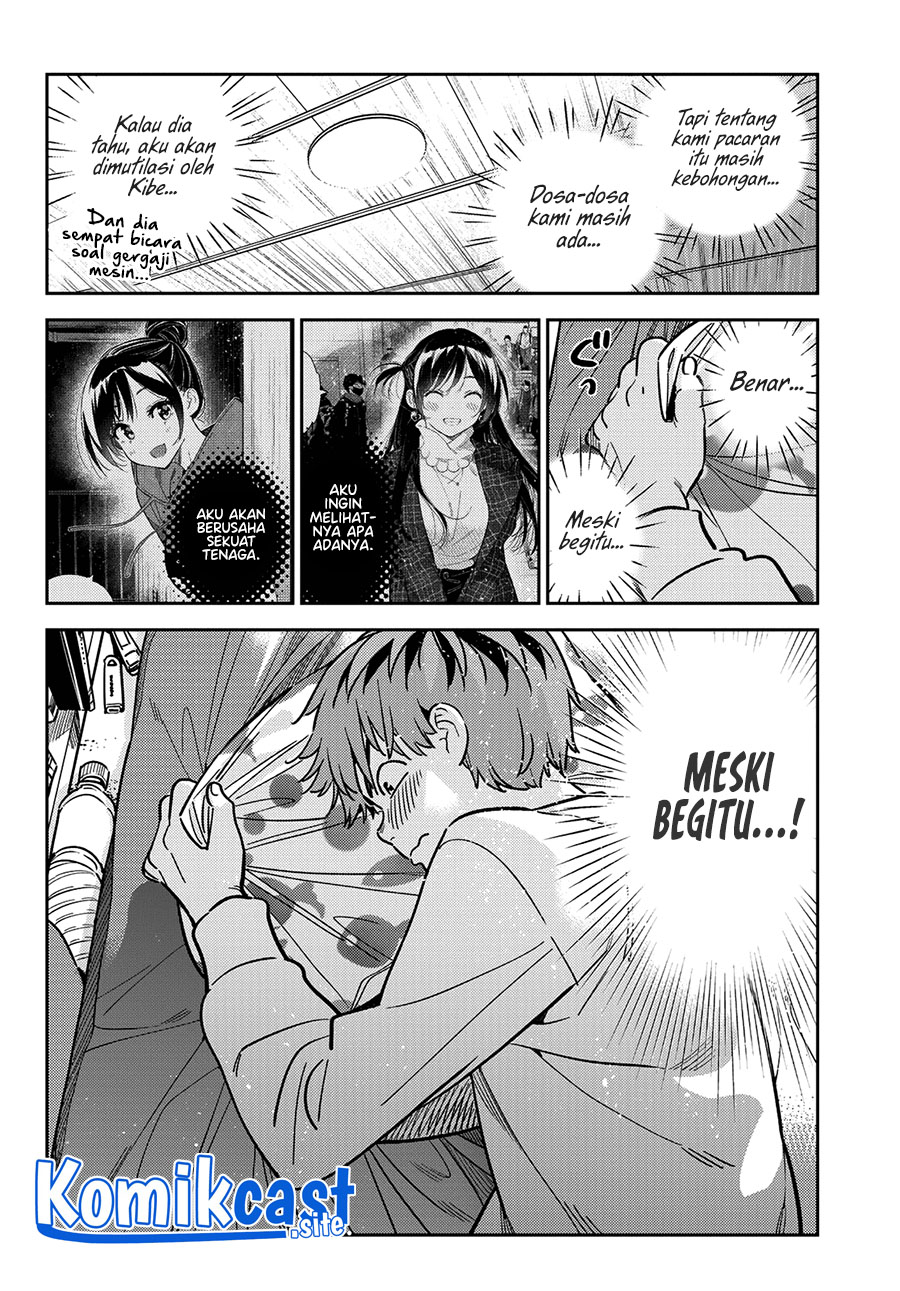 Tapi tentang
kami pacaran
itu masih
kebohongan...
Dosa-dosa
kami masih
ada...
Kalau dia
tahu, aku akan
dimutilasi oleh
Kibe...
Dan dia
sempat bicara
soal gergaji
mesin...
Benar...
ぐっ
Meski
begitu...
AKU
INGIN
MELIHAT-
NYA APA
ADANYA.
AKU AKAN
BERUSAHA
SEKUAT
TENAGA.
MESKI
BEGITU...!
Komikcast
.site